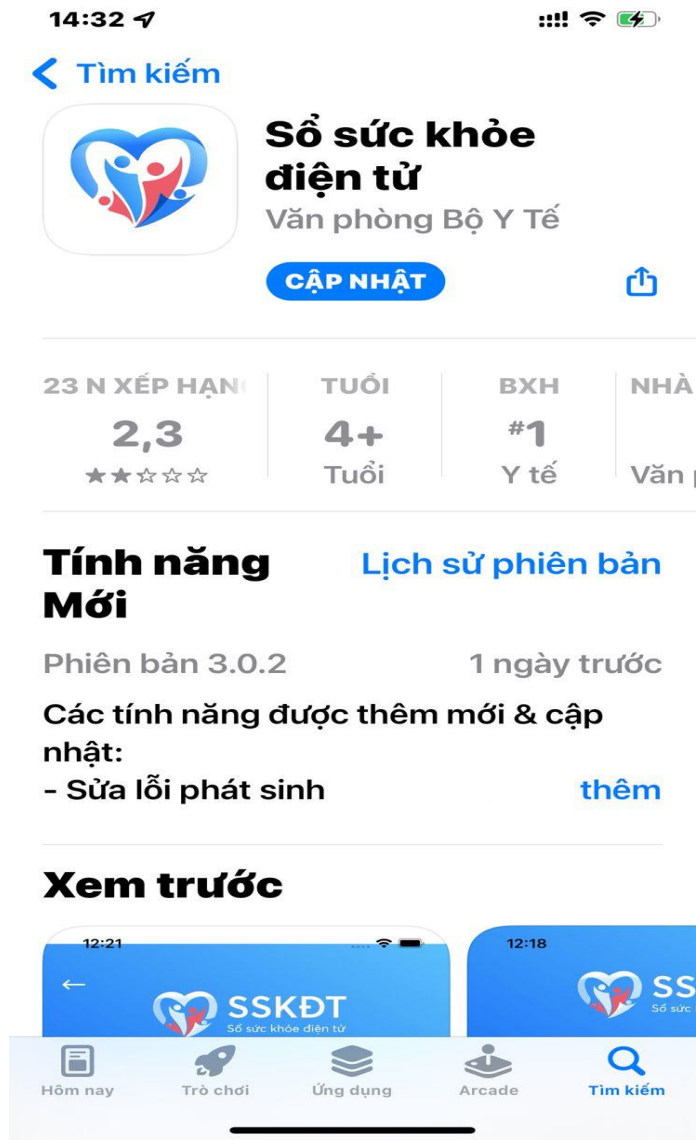 14:32
Tìm kiếm
Sổ sức khỏe
điện tử
Văn phòng Bộ Y Tế
CẬP NHẬT
23 N XẾP HẠN
TUỔI
BXH
NHÀ
2,3
4+
#1
Tuổi
Y tế
Văn
Tính năng
Mới
Lịch sử phiên bản
Phiên bản 3.0.2
1 ngày trước
Các tính năng được thêm mới & cập
nhật:
- Sửa lỗi phát sinh
thêm
Xem trước
12:21
SSKĐT
Sổ sức khỏe điện tử
12:18
SS
Sổ sức
Hôm nay
Trò chơi
Ứng dụng
Arcade
Tìm kiếm